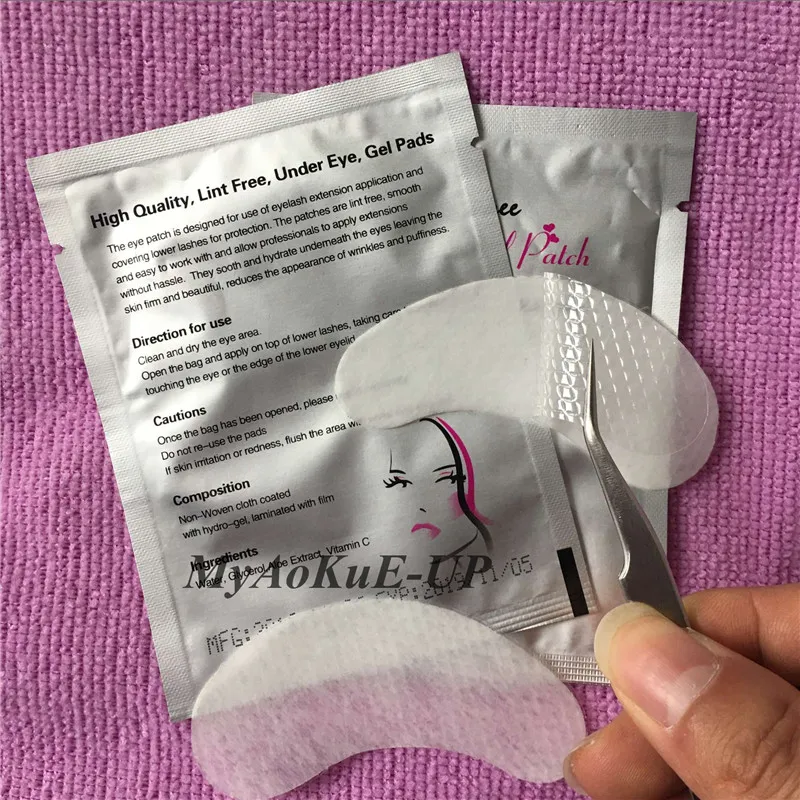 High Quality, Lint Free, Under Eye, Gel Pads
The eye patch is designed for use of eyelash extension application and
covering lower lashes for protection. The patches are lint free, smooth
and easy to work with and allow professionals to apply extensions
without hassle. They sooth and hydrate underneath the eyes leaving the
skin firm and beautiful, reduces the appearance of wrinkles and puffiness.
Direction for use
Clean and dry the eye area.
Open the bag and apply on top of lower lashes, taking
touching the eye or the edge of the lower eyelid
Cautions
Once the bag has been opened, please
Do not re-use the pads
If skin irritation or redness, flush the area
Composition
Non-Woven cloth coated
with hydro-gel, laminated with film
Ingredients
Water, Glycerol, Aloe Extract, Vitamin C
MyAoKuE-UP
MFG: EXP:2019/11/05
Patch